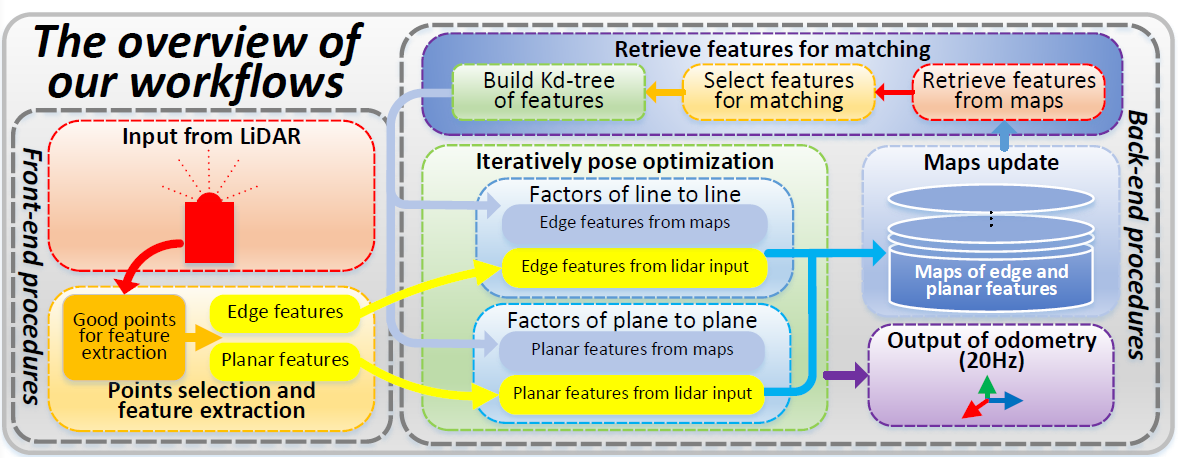 The overview of
our workflows
Front-end procedures
Input from LiDAR
Good points
for feature
extraction
Edge features
Planar features
Points selection and
feature extraction
Back-end procedures
Retrieve features for matching
Build Kd-tree
of features
Select features
for matching
Retrieve features
from maps
Iteratively pose optimization
Factors of line to line
Edge features from maps
Edge features from lidar input
Factors of plane to plane
Planar features from maps
Planar features from lidar input
Maps update
Maps of edge and
planar features
Output of odometry
(20Hz)